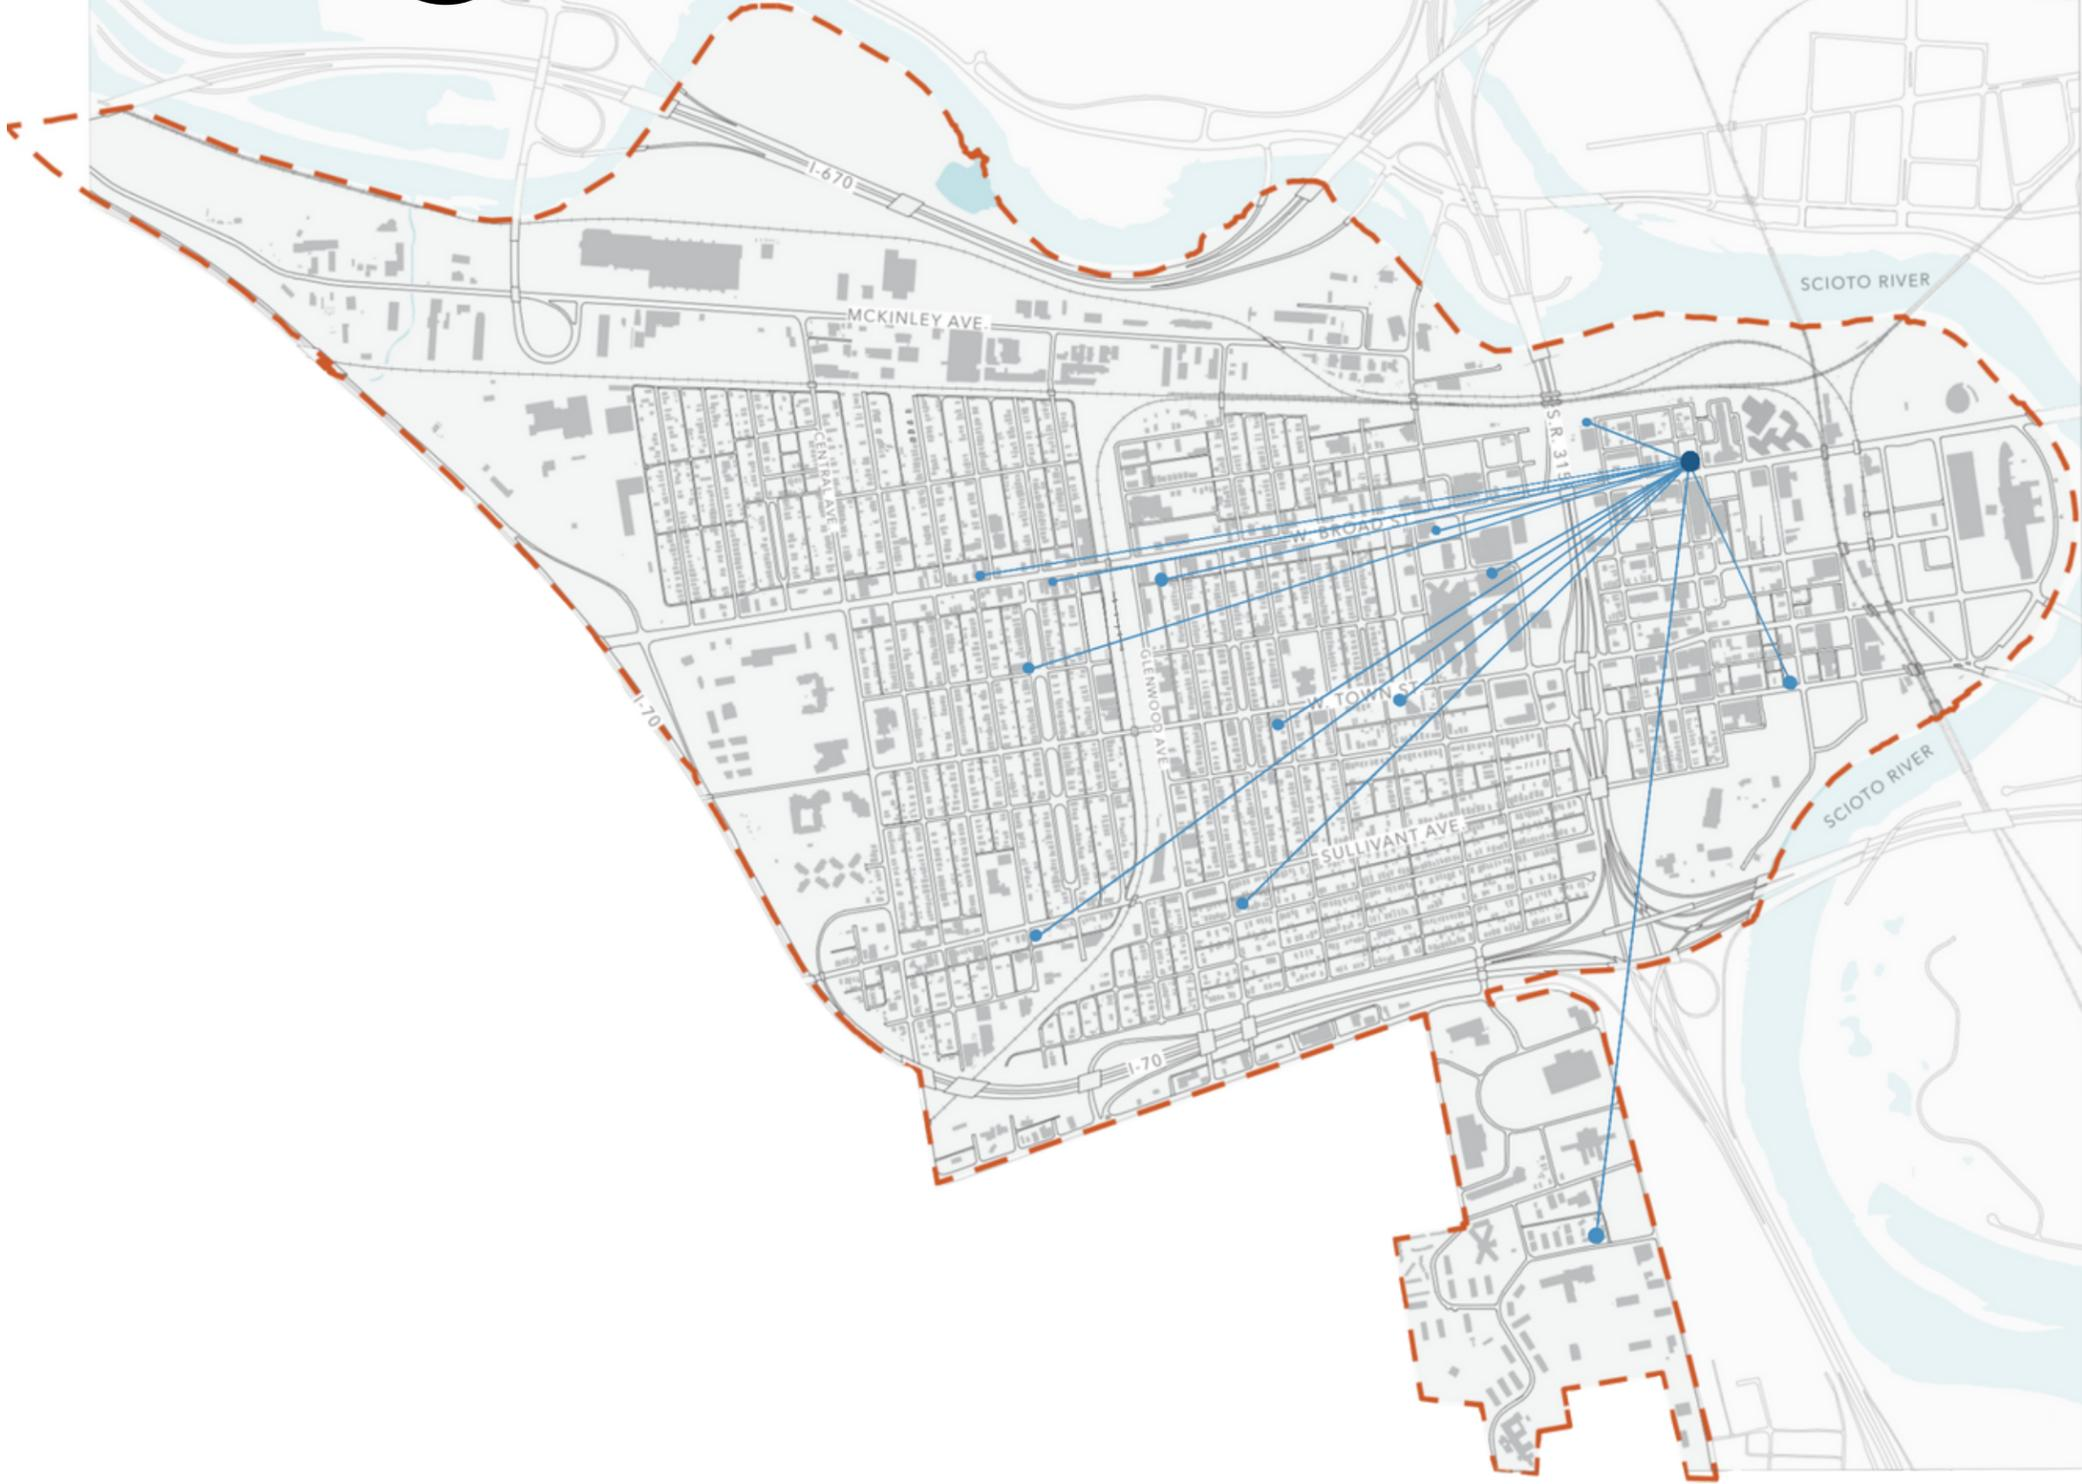 I-670
SCIOTO RIVER
MCKINLEY AVE.
S.R. 315
CENTRAL AVE.
W. BROAD ST
GLENWOOD AVE.
I-70
W. TOWN ST
SCIOTO RIVER
SULLIVANT AVE.
I-70